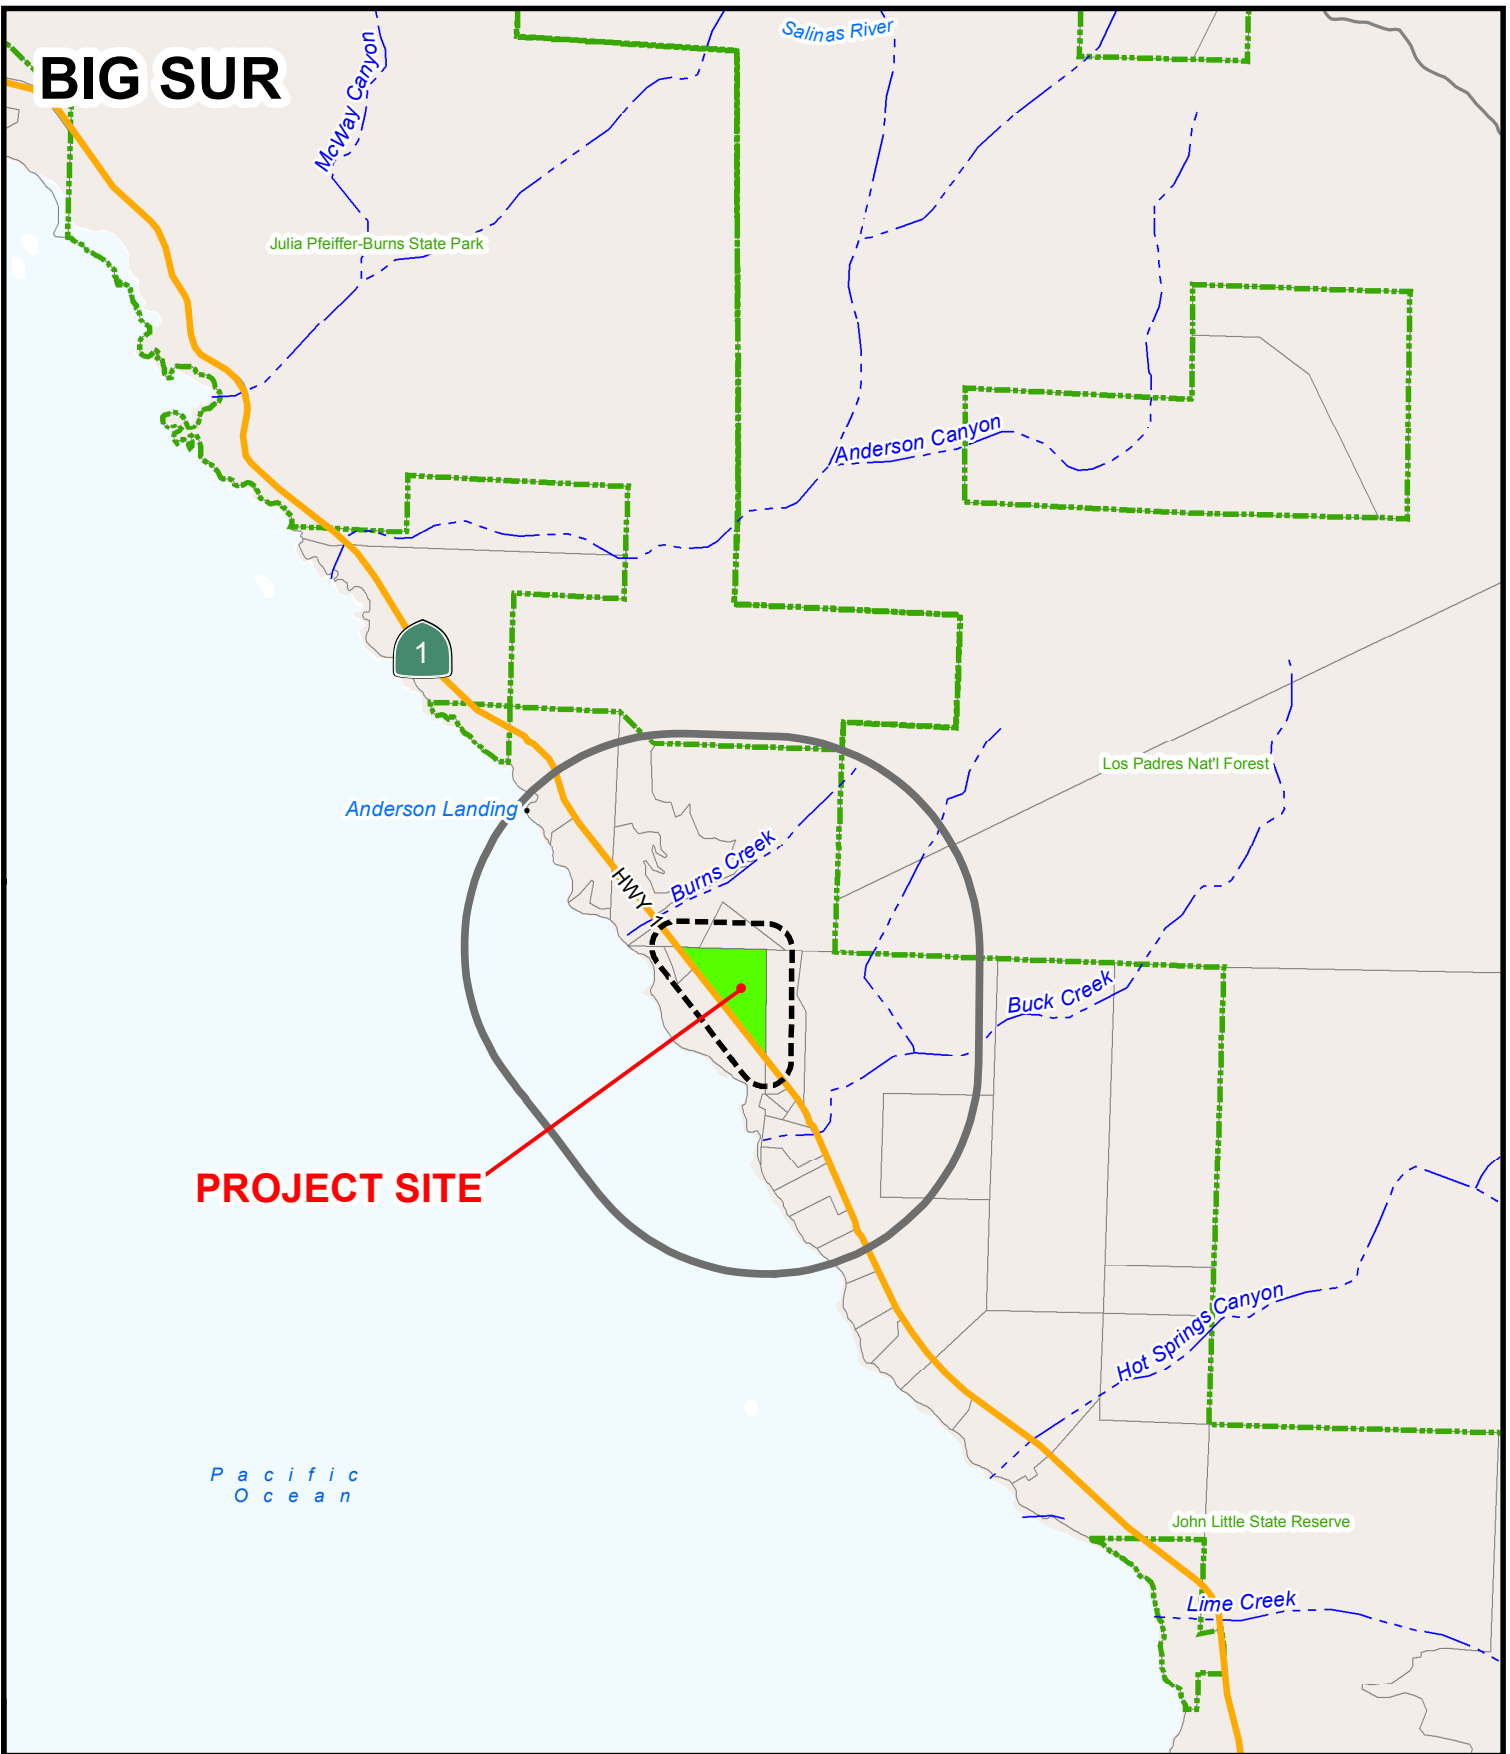 Salinas River
BIG SUR
McWay Canyon
Julia Pfeiffer-Burns State Park
Anderson Canyon
1
Los Padres Nat'l Forest
Anderson Landing
Burns Creek
HWY 1
Buck Creek
PROJECT SITE
Hot Springs Canyon
Pacific
Ocean
John Little State Reserve
Lime Creek